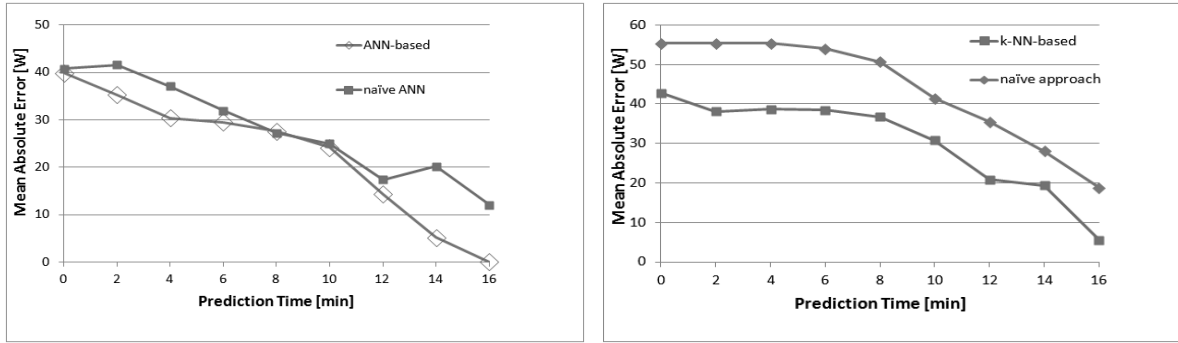 50
40
30
20
10
0
Mean Absolute Error [W]
ANN-based
naïve ANN
0 2 4 6 8 10 12 14 16
Prediction Time [min]
60
50
40
30
20
10
0
Mean Absolute Error [W]
k-NN-based
naïve approach
0 2 4 6 8 10 12 14 16
Prediction Time [min]